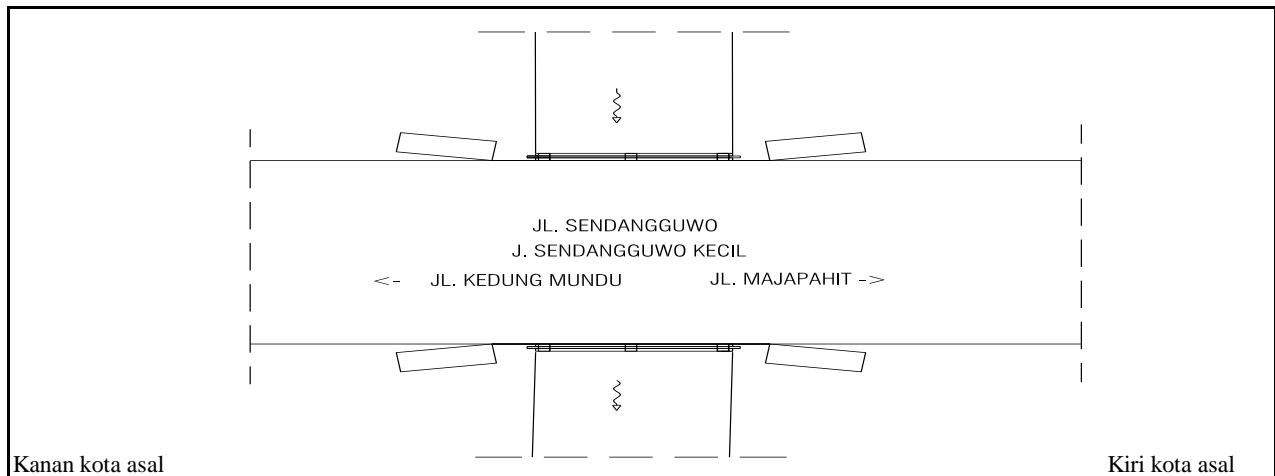 JL. SENDANGGUWO
J. SENDANGGUWO KECIL
<- JL. KEDUNG MUNDU JL. MAJAPAHIT ->
Kanan kota asal Kiri kota asal